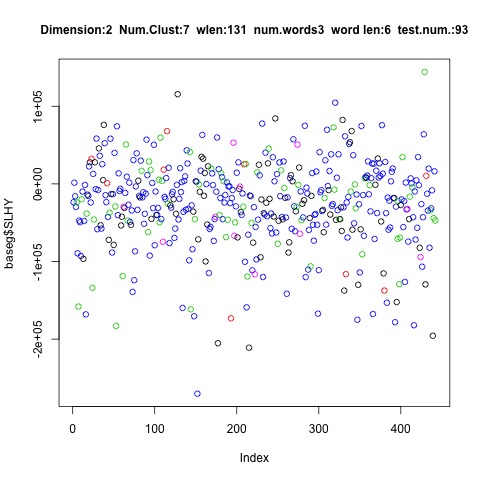 Dimension:2 Num.Clust:7 wlen:131 num.words3 word len:6 test.num.:93
baseg$SLHY
1e+05
0e+00
-1e+05
-2e+05
0 100 200 300 400
Index